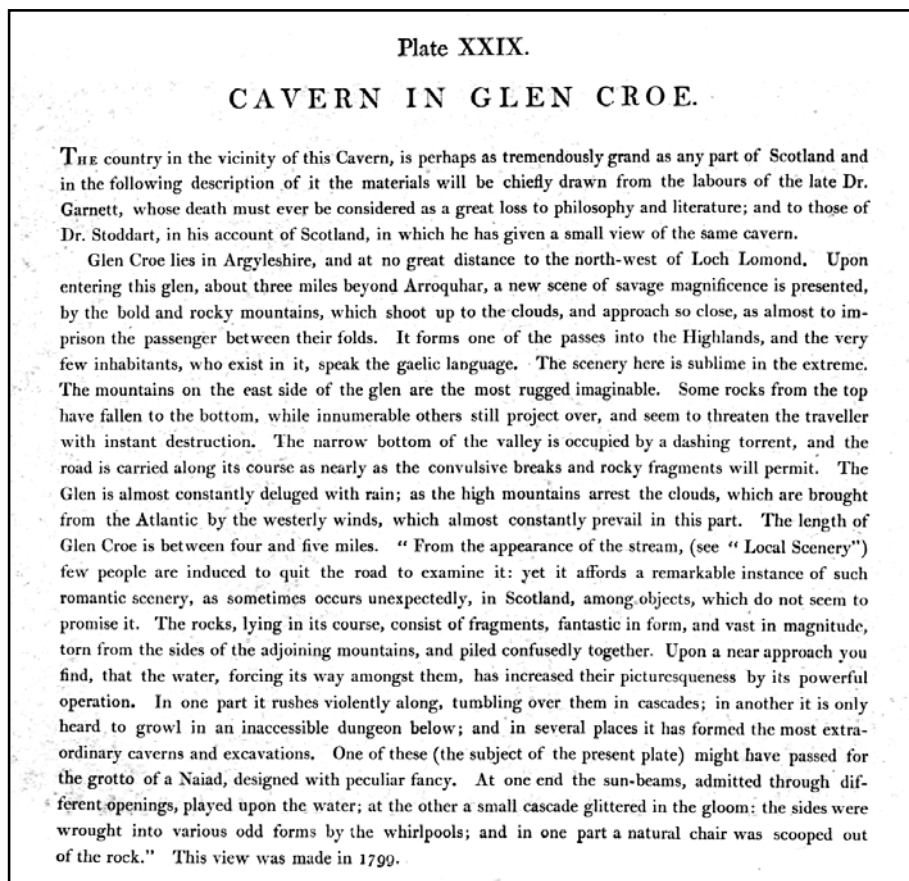 Plate XXIX.
CAVERN IN GLEN CROE.
THE country in the vicinity of this Cavern, is perhaps as tremendously grand as any part of Scotland and
in the following description of it the materials will be chiefly drawn from the labours of the late Dr.
Garnett, whose death must ever be considered as a great loss to philosophy and literature; and to those of
Dr. Stoddart, in his account of Scotland, in which he has given a small view of the same cavern.
Glen Croe lies in Argyleshire, and at no great distance to the north-west of Loch Lomond. Upon
entering this glen, about three miles beyond Arroquhar, a new scene of savage magnificence is presented,
by the bold and rocky mountains, which shoot up to the clouds, and approach so close, as almost to im-
prison the passenger between their folds. It forms one of the passes into the Highlands, and the very
few inhabitants, who exist in it, speak the gaelic language. The scenery here is sublime in the extreme.
The mountains on the east side of the glen are the most rugged imaginable. Some rocks from the top
have fallen to the bottom, while innumerable others still project over, and seem to threaten the traveller
with instant destruction. The narrow bottom of the valley is occupied by a dashing torrent, and the
road is carried along its course as nearly as the convulsive breaks and rocky fragments will permit. The
Glen is almost constantly deluged with rain; as the high mountains arrest the clouds, which are brought
from the Atlantic by the westerly winds, which almost constantly prevail in this part. The length of
Glen Croe is between four and five miles. “ From the appearance of the stream, (see “ Local Scenery”)
few people are induced to quit the road to examine it: yet it affords a remarkable instance of such
romantic scenery, as sometimes occurs unexpectedly, in Scotland, among objects, which do not seem to
promise it. The rocks, lying in its course, consist of fragments, fantastic in form, and vast in magnitude,
torn from the sides of the adjoining mountains, and piled confusedly together. Upon a near approach you
find, that the water, forcing its way amongst them, has increased their picturesqueness by its powerful
operation. In one part it rushes violently along, tumbling over them in cascades; in another it is only
heard to growl in an inaccessible dungeon below; and in several places it has formed the most extra-
ordinary caverns and excavations. One of these (the subject of the present plate) might have passed for
the grotto of a Naiad, designed with peculiar fancy. At one end the sun-beams, admitted through dif-
ferent openings, played upon the water; at the other a small cascade glittered in the gloom: the sides were
wrought into various odd forms by the whirlpools; and in one part a natural chair was scooped out
of the rock.” This view was made in 1799.